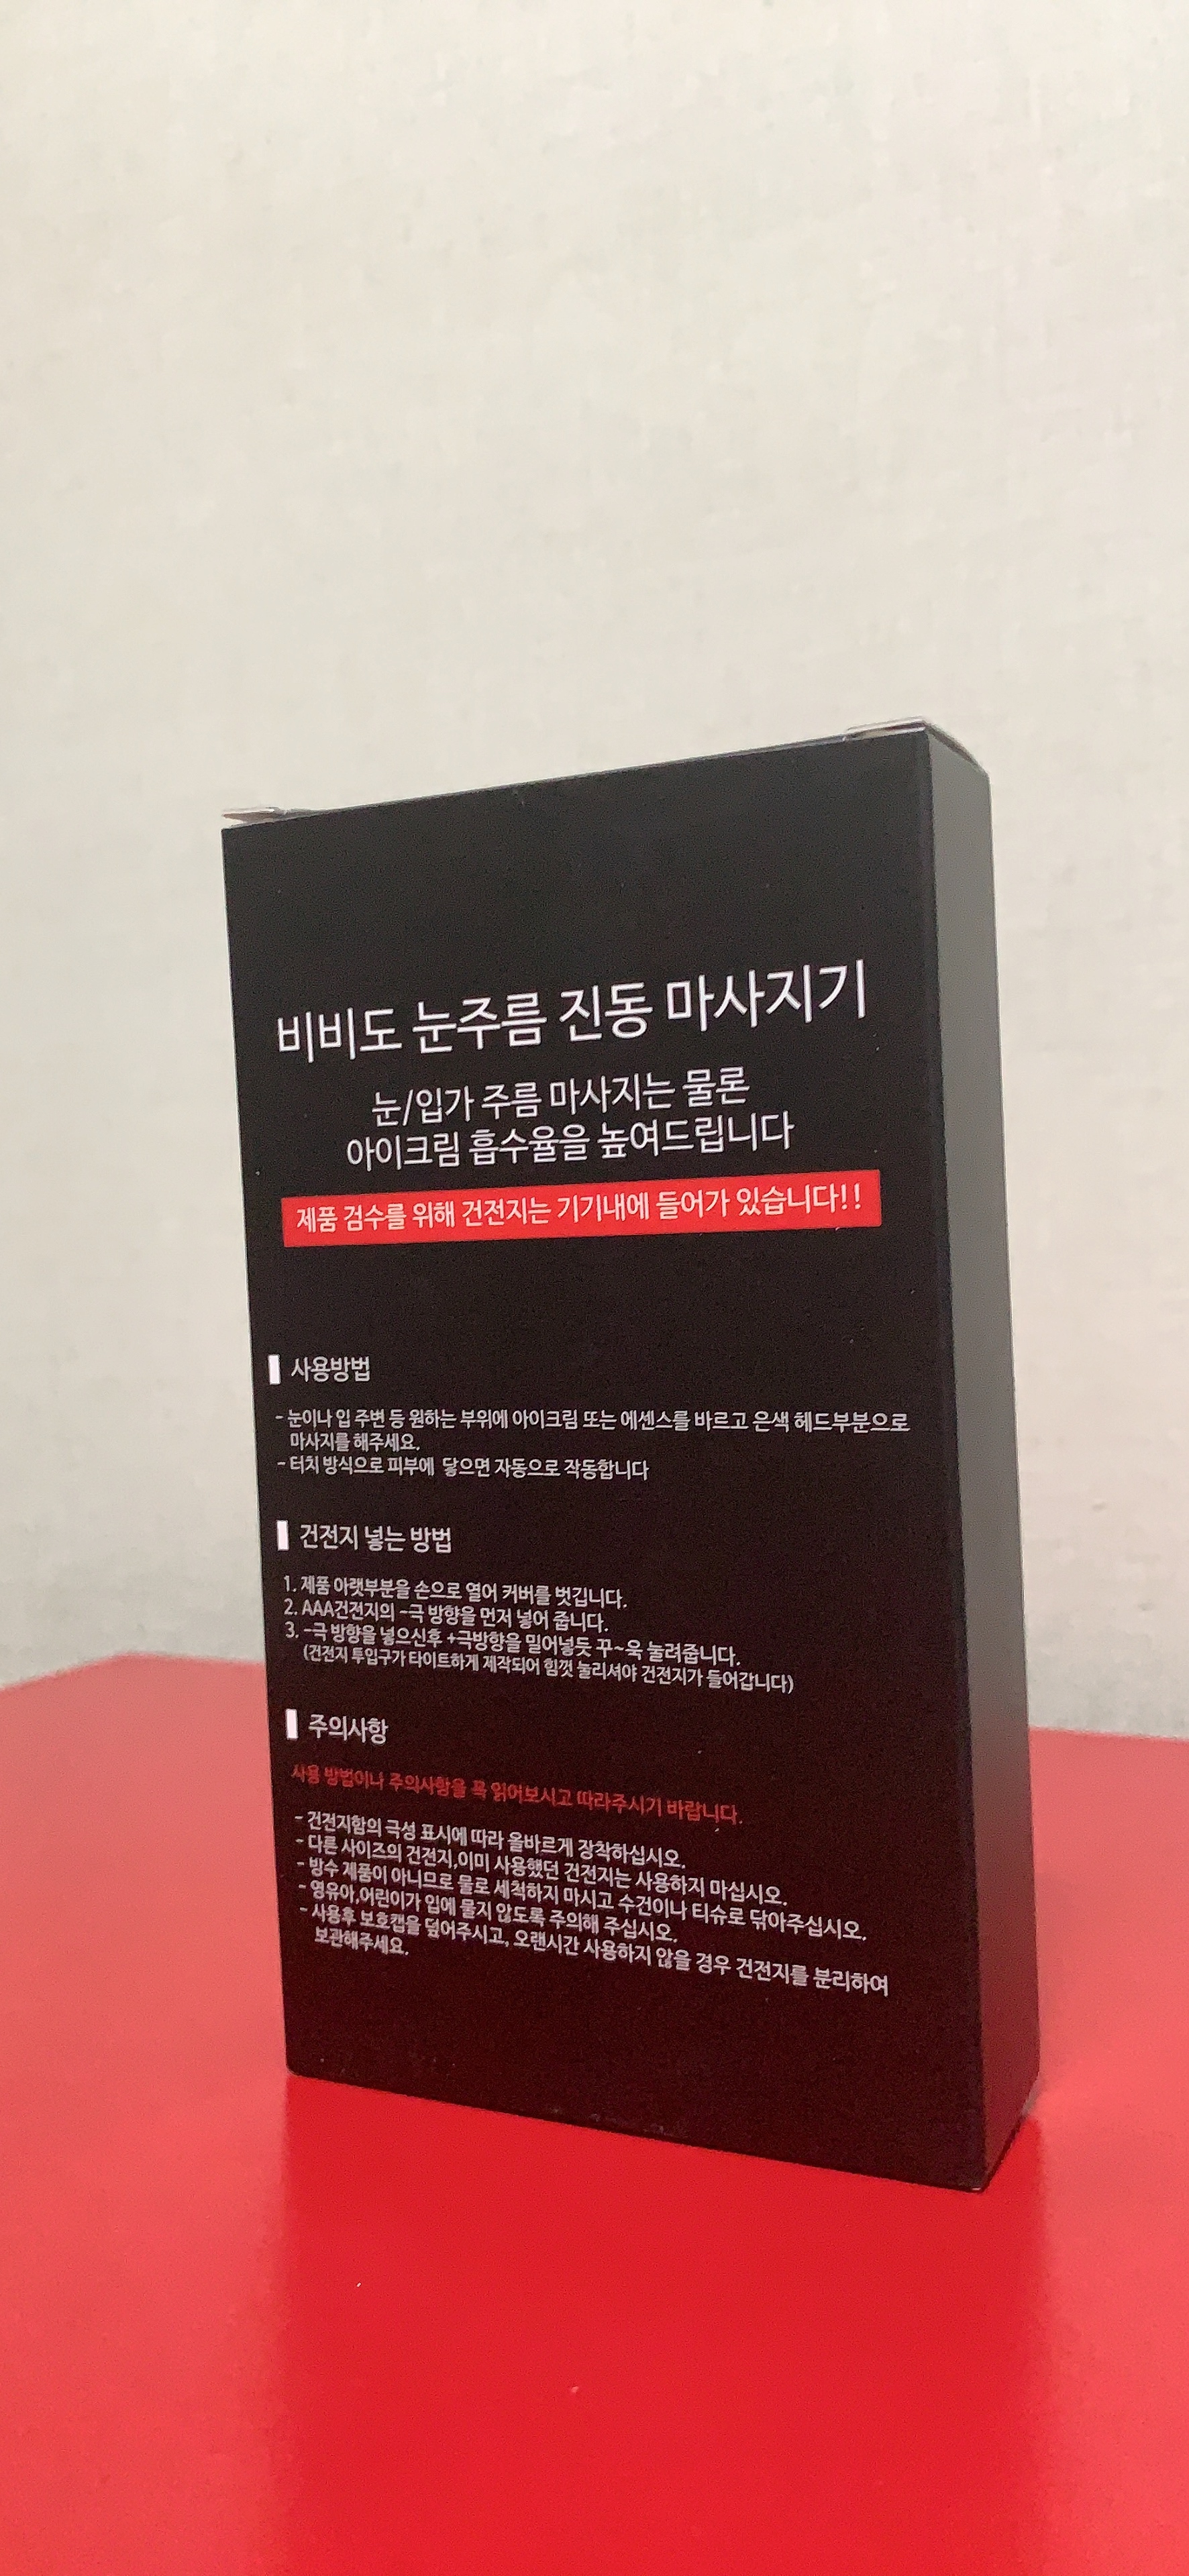 비비도 눈주름 진동 마사지기
눈/입가 주름 마사지는 물론
아이크림 흡수율을 높여드립니다
제품 검수를 위해 건전지는 기기내에 들어가 있습니다!!
사용방법
- 눈이나 입 주변 등 원하는 부위에 아이크림 또는 에센스를 바르고 은색 헤드부분으로
마사지를 해주세요.
- 터치 방식으로 피부에 닿으면 자동으로 작동합니다
건전지 넣는 방법
1. 제품 아랫부분을 손으로 열어 커버를 벗깁니다.
2. AAA건전지의 -극 방향을 먼저 넣어 줍니다.
3. -극 방향을 넣으신후 +극방향을 밀어넣듯 꾸~욱 눌려줍니다.
(건전지 투입구가 타이트하게 제작되어 힘껏 눌리셔야 건전지가 들어갑니다)
주의사항
사용 방법이나 주의사항을 꼭 읽어보시고 따라주시기 바랍니다.
- 건전지함의 극성 표시에 따라 올바르게 장착하십시오.
- 다른 사이즈의 건전지,이미 사용했던 건전지는 사용하지 마십시오.
- 방수 제품이 아니므로 물로 세척하지 마시고 수건이나 티슈로 닦아주십시오.
- 영유아,어린이가 입에 물지 않도록 주의해 주십시오.
- 사용후 보호캡을 덮어주시고, 오랜시간 사용하지 않을 경우 건전지를 분리하여
보관해주세요.